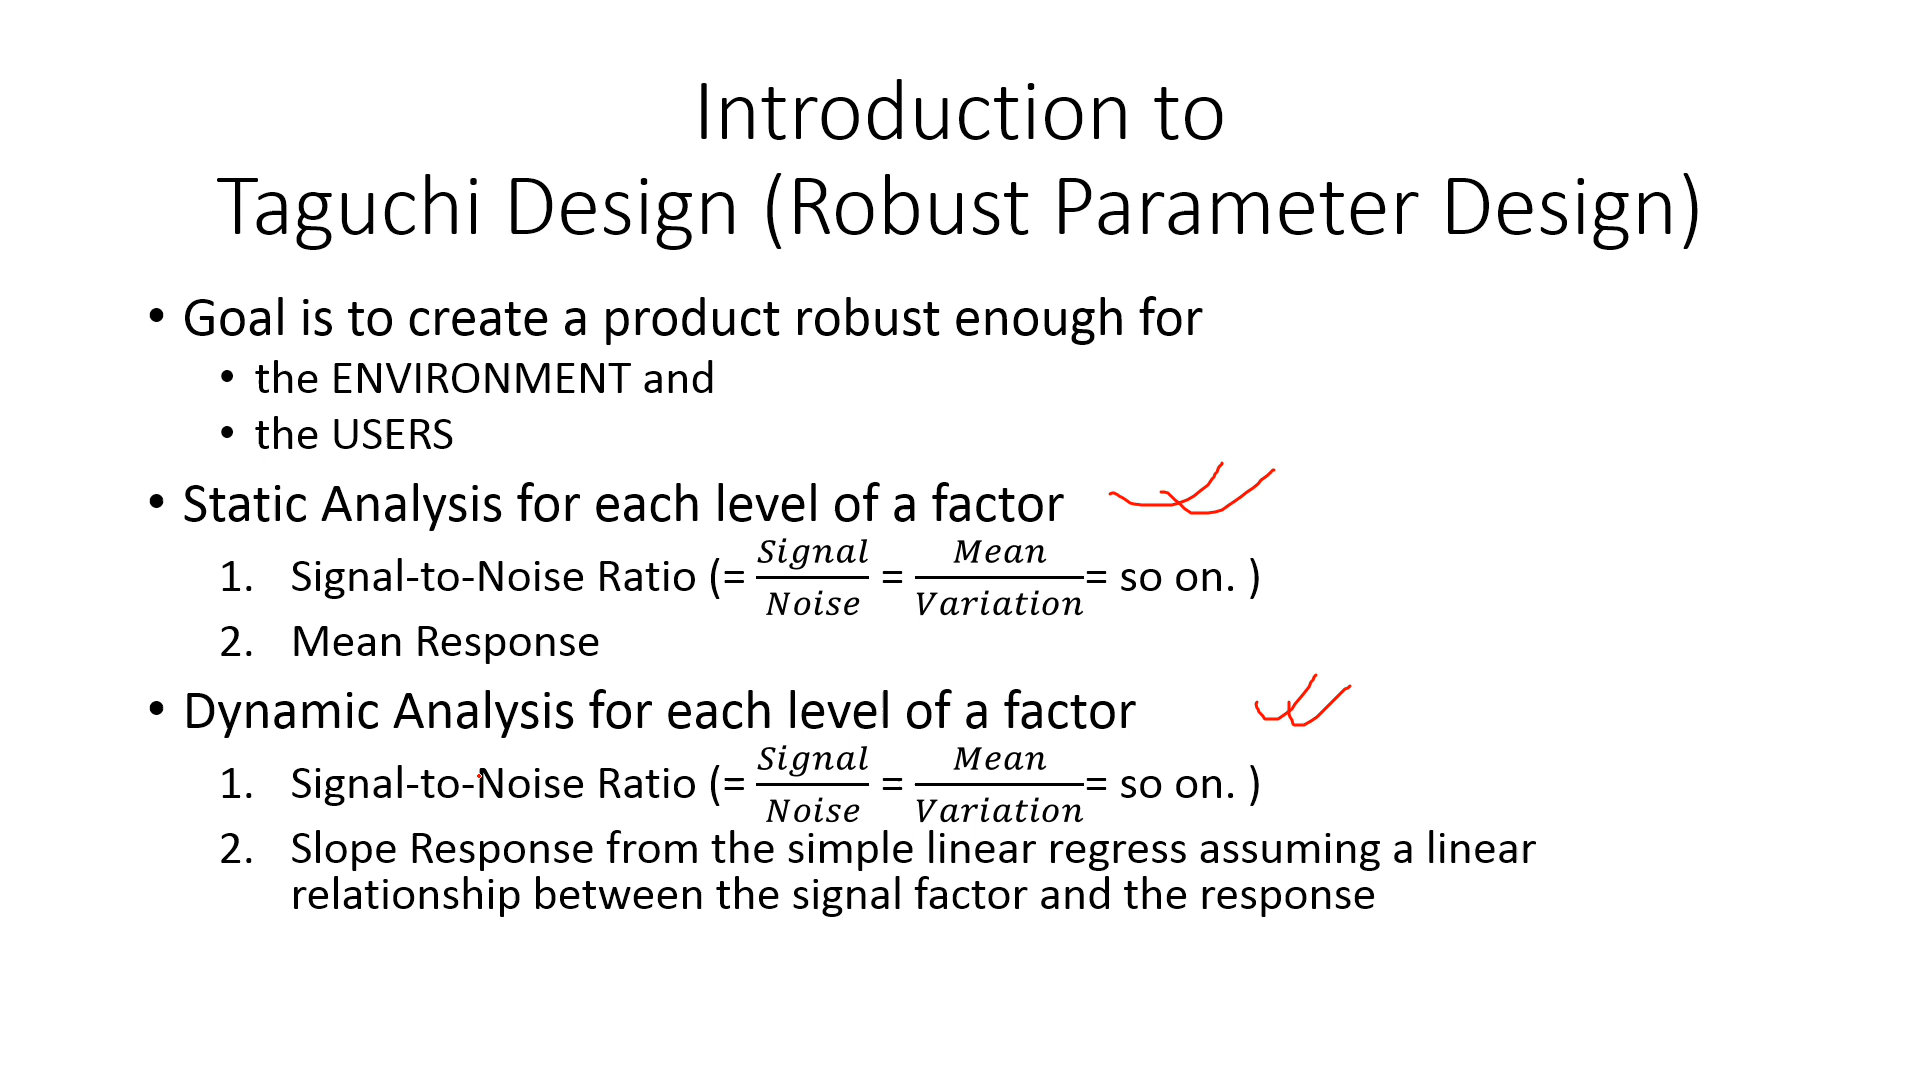 Introduction to
Taguchi Design (Robust Parameter Design)
• Goal is to create a product robust enough for
• the ENVIRONMENT and
• the USERS
• Static Analysis for each level of a factor
1. Signal-to-Noise Ratio (= Signal/Noise = Mean/Variation = so on. )
2. Mean Response
• Dynamic Analysis for each level of a factor
1. Signal-to-Noise Ratio (= Signal/Noise = Mean/Variation = so on. )
2. Slope Response from the simple linear regress assuming a linear
relationship between the signal factor and the response